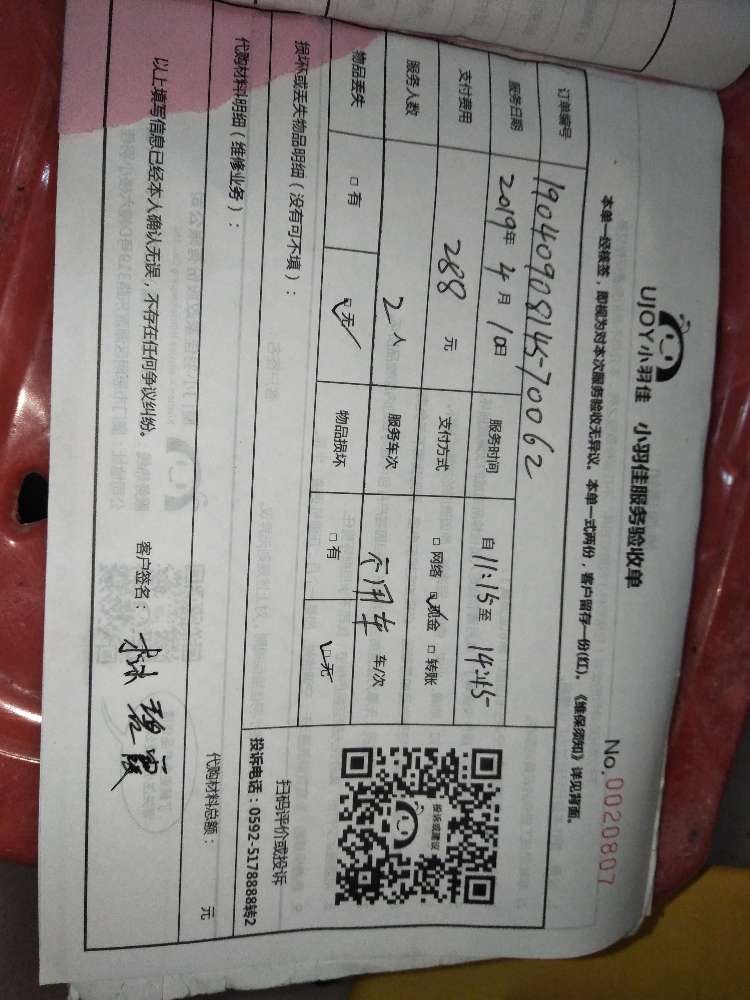 UJOY小羽佳 小羽佳服务验收单
No.0020807
本单一经核签，即视为对本次服务验收无异议。本单一式两份，客户留存一份(红)。《维保须知》详见背面。
订单编号 1904090814570062
服务日期 2019年4月10日 服务时间 自11:15至14:45
支付费用 288元 支付方式 □网络 ☑现金 □转账
服务人数 2人 服务车次 不用车 车/次
物品丢失 □有 ☑无 物品损坏 □有 ☑无
投诉或建议
扫码评价或投诉
投诉电话：0592-5178888转2
损坏或丢失物品明细（没有可不填）：
代购材料明细（维修业务）：
代购材料总额： 元
以上填写信息已经本人确认无误，不存在任何争议纠纷。 客户签名：